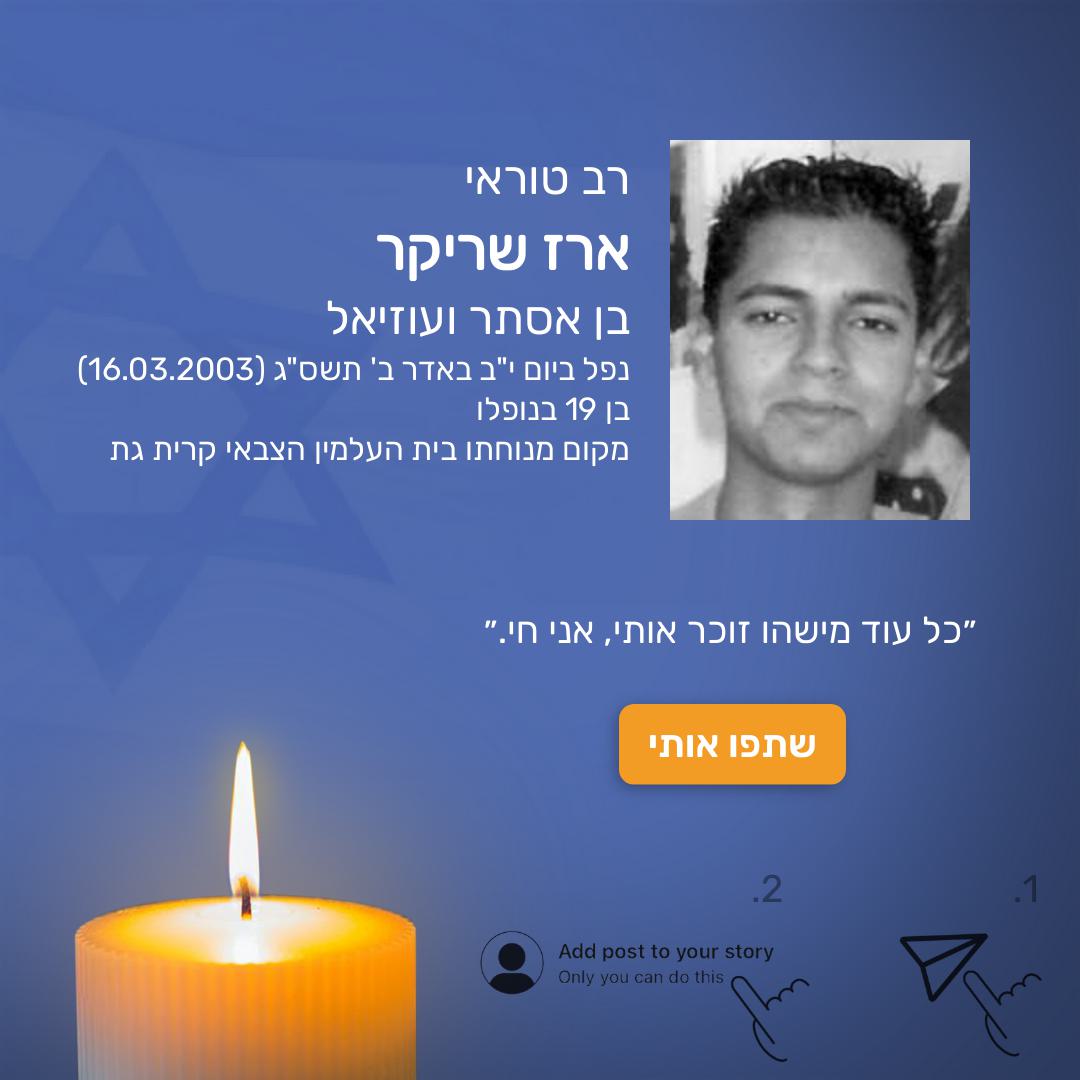 רב טוראי
ארז שריקר
בן אסתר ועוזיאל
נפל ביום י"ב באדר ב' תשס"ג (16.03.2003)
בן 19 בנופלו
מקום מנוחתו בית העלמין הצבאי קרית גת
״כל עוד מישהו זוכר אותי, אני חי.״
שתפו אותי
.1
.2
Add post to your story
Only you can do this